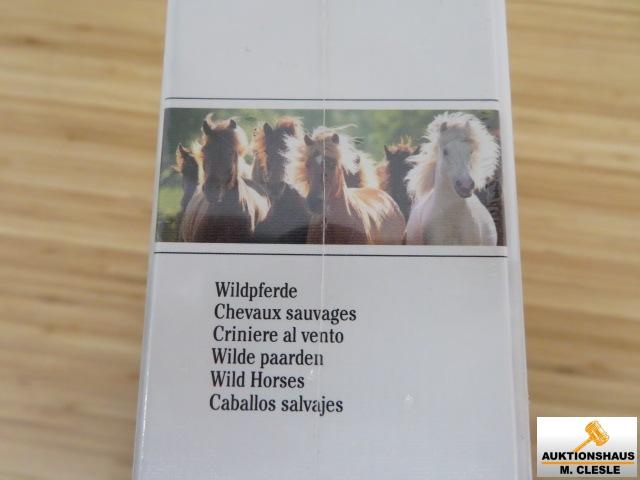 Wildpferde
Chevaux sauvages
Criniere al vento
Wilde paarden
Wild Horses
Caballos salvajes
AUKTIONSHAUS
M. CLESLE